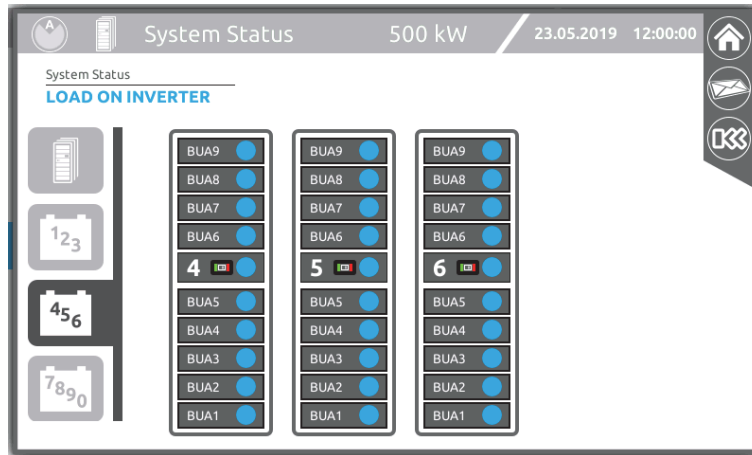 A System Status 500 kW 23.05.2019 12:00:00
System Status
LOAD ON INVERTER
123
456
7890
BUA9 BUA9 BUA9
BUA8 BUA8 BUA8
BUA7 BUA7 BUA7
BUA6 BUA6 BUA6
4 5 6
BUA5 BUA5 BUA5
BUA4 BUA4 BUA4
BUA3 BUA3 BUA3
BUA2 BUA2 BUA2
BUA1 BUA1 BUA1